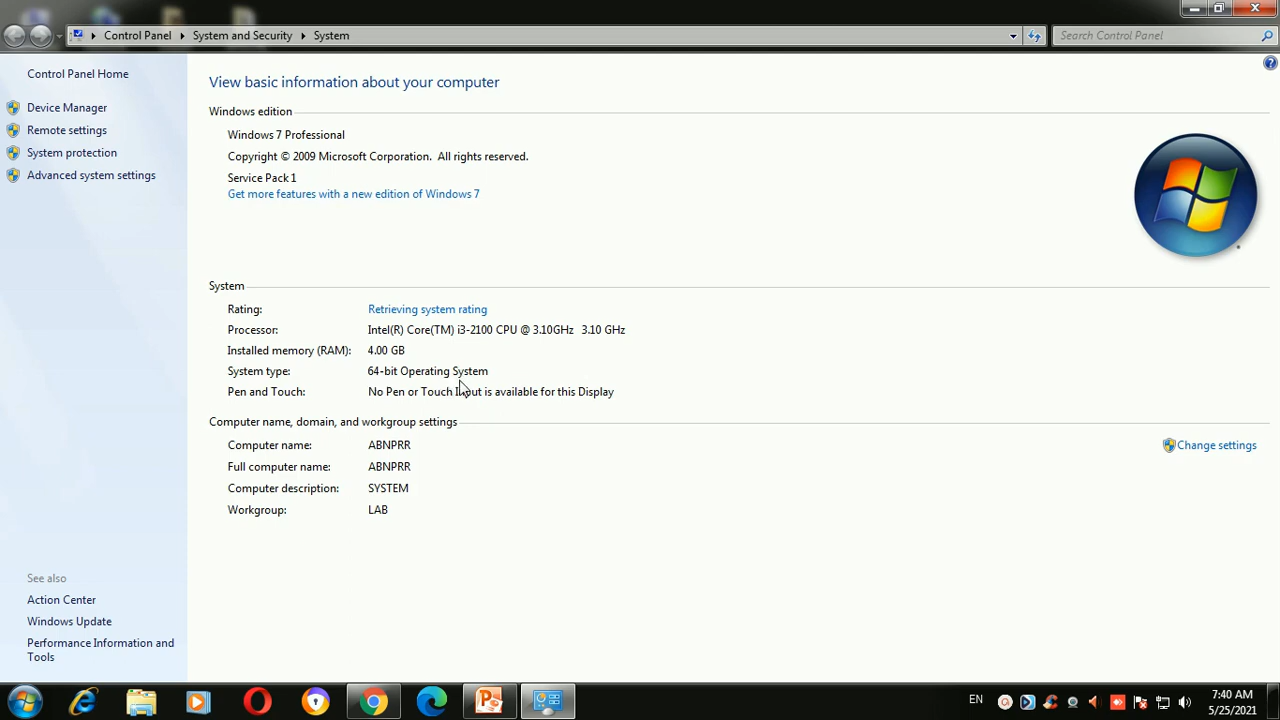 Control Panel System and Security System
Search Control Panel
Control Panel Home
Device Manager
Remote settings
System protection
Advanced system settings
See also
Action Center
Windows Update
Performance Information and
Tools
View basic information about your computer
Windows edition
Windows 7 Professional
Copyright © 2009 Microsoft Corporation. All rights reserved.
Service Pack 1
Get more features with a new edition of Windows 7
System
Rating: Retrieving system rating
Processor: Intel(R) Core(TM) i3-2100 CPU @ 3.10GHz 3.10 GHz
Installed memory (RAM): 4.00 GB
System type: 64-bit Operating System
Pen and Touch: No Pen or Touch Input is available for this Display
Computer name, domain, and workgroup settings
Computer name: ABNPRR
Change settings
Full computer name: ABNPRR
Computer description: SYSTEM
Workgroup: LAB
EN
7:40 AM
5/25/2021